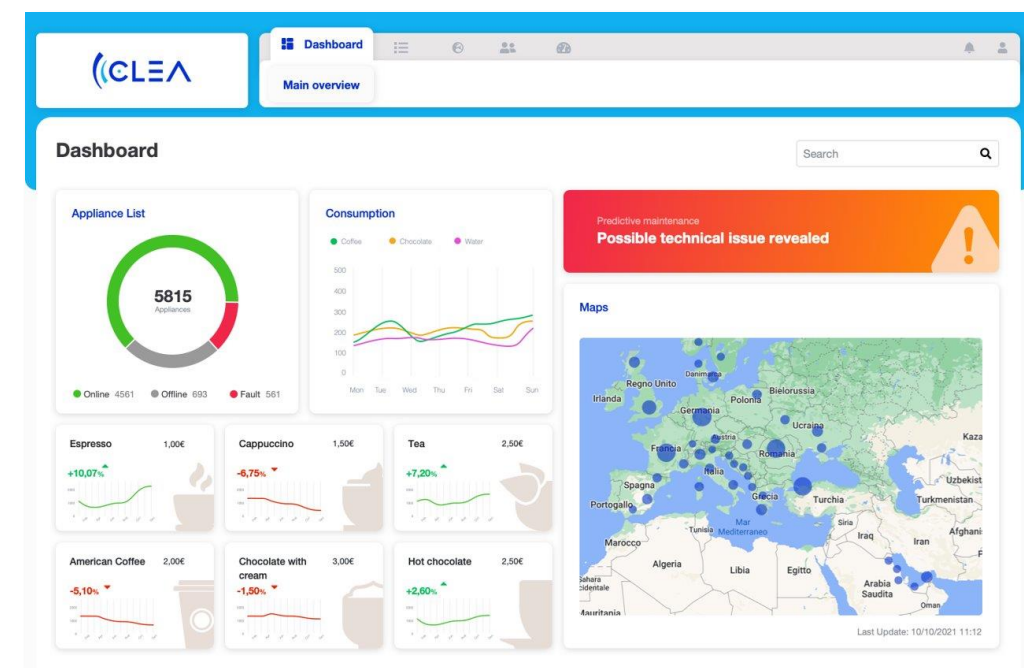 CLEA
Dashboard
Main overview
Dashboard
Search
Appliance List
5815
Appliances
Online 4561
Offline 693
Fault 561
Consumption
Coffee
Chocolate
Water
500
400
300
200
100
0
Mon Tue Wed Thu Fri Sat Sun
Predictive maintenance
Possible technical issue revealed
Maps
Regno Unito
Irlanda
Danimarca
Bielorussia
Polonia
Germania
Ucraina
Austria
Francia
Romania
Italia
Spagna
Portogallo
Grecia
Turchia
Kaza
Uzbekist
Turkmenistan
Mar
Mediterraneo
Tunisia
Marocco
Siria
Iraq
Iran
Afghani
Algeria
Libia
Egitto
Sahara
cidentale
Arabia
Saudita
Oman
Mauritania
Last Update: 10/10/2021 11:12
Espresso 1,00€
+10,07%
Cappuccino 1,50€
-6,75%
Tea 2,50€
+7,20%
American Coffee 2,00€
-5,10%
Chocolate with
cream
3,00€
-1,50%
Hot chocolate 2,50€
+2,60%